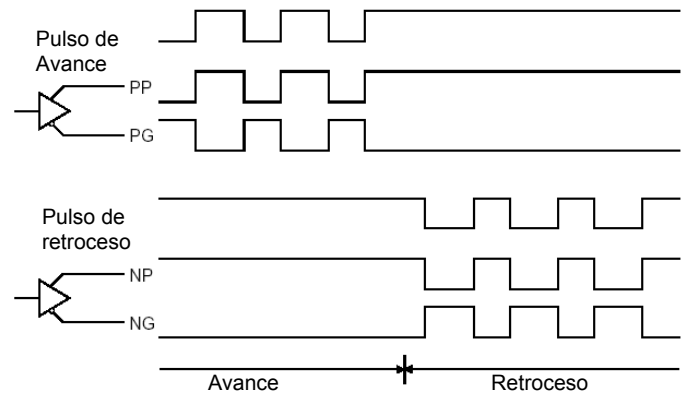 Pulso de
Avance
PP
PG
Pulso de
retroceso
NP
NG
Avance
Retroceso